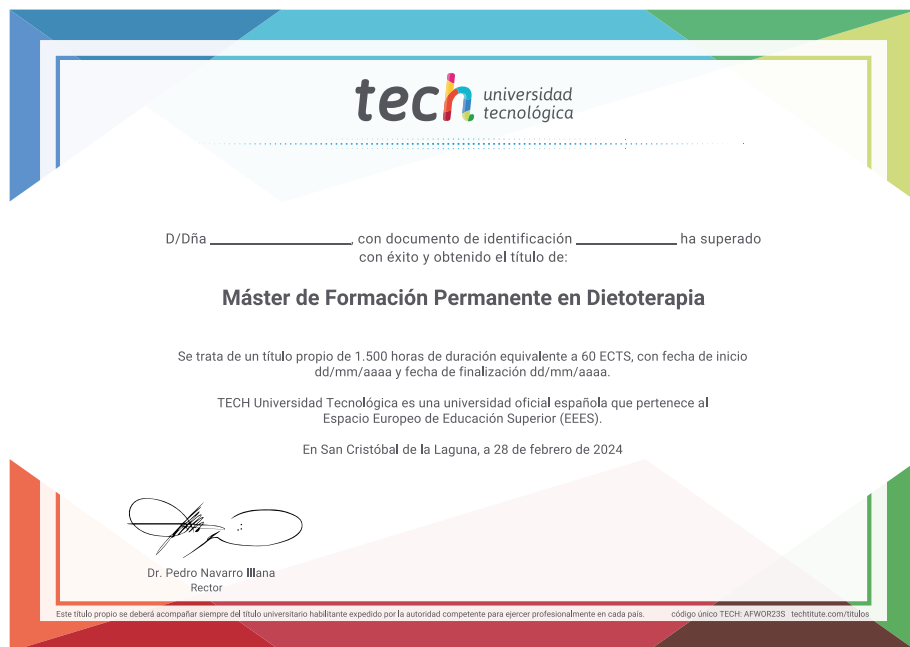 tech universidad
tecnológica
D/Dña ________________, con documento de identificación ____________ ha superado
con éxito y obtenido el título de:
Máster de Formación Permanente en Dietoterapia
Se trata de un título propio de 1.500 horas de duración equivalente a 60 ECTS, con fecha de inicio
dd/mm/aaaa y fecha de finalización dd/mm/aaaa.
TECH Universidad Tecnológica es una universidad oficial española que pertenece al
Espacio Europeo de Educación Superior (EEES).
En San Cristóbal de la Laguna, a 28 de febrero de 2024
Dr. Pedro Navarro Illana
Rector
Este título propio se deberá acompañar siempre del título universitario habilitante expedido por la autoridad competente para ejercer profesionalmente en cada país. código único TECH: AFWOR23S techtitute.com/titulos